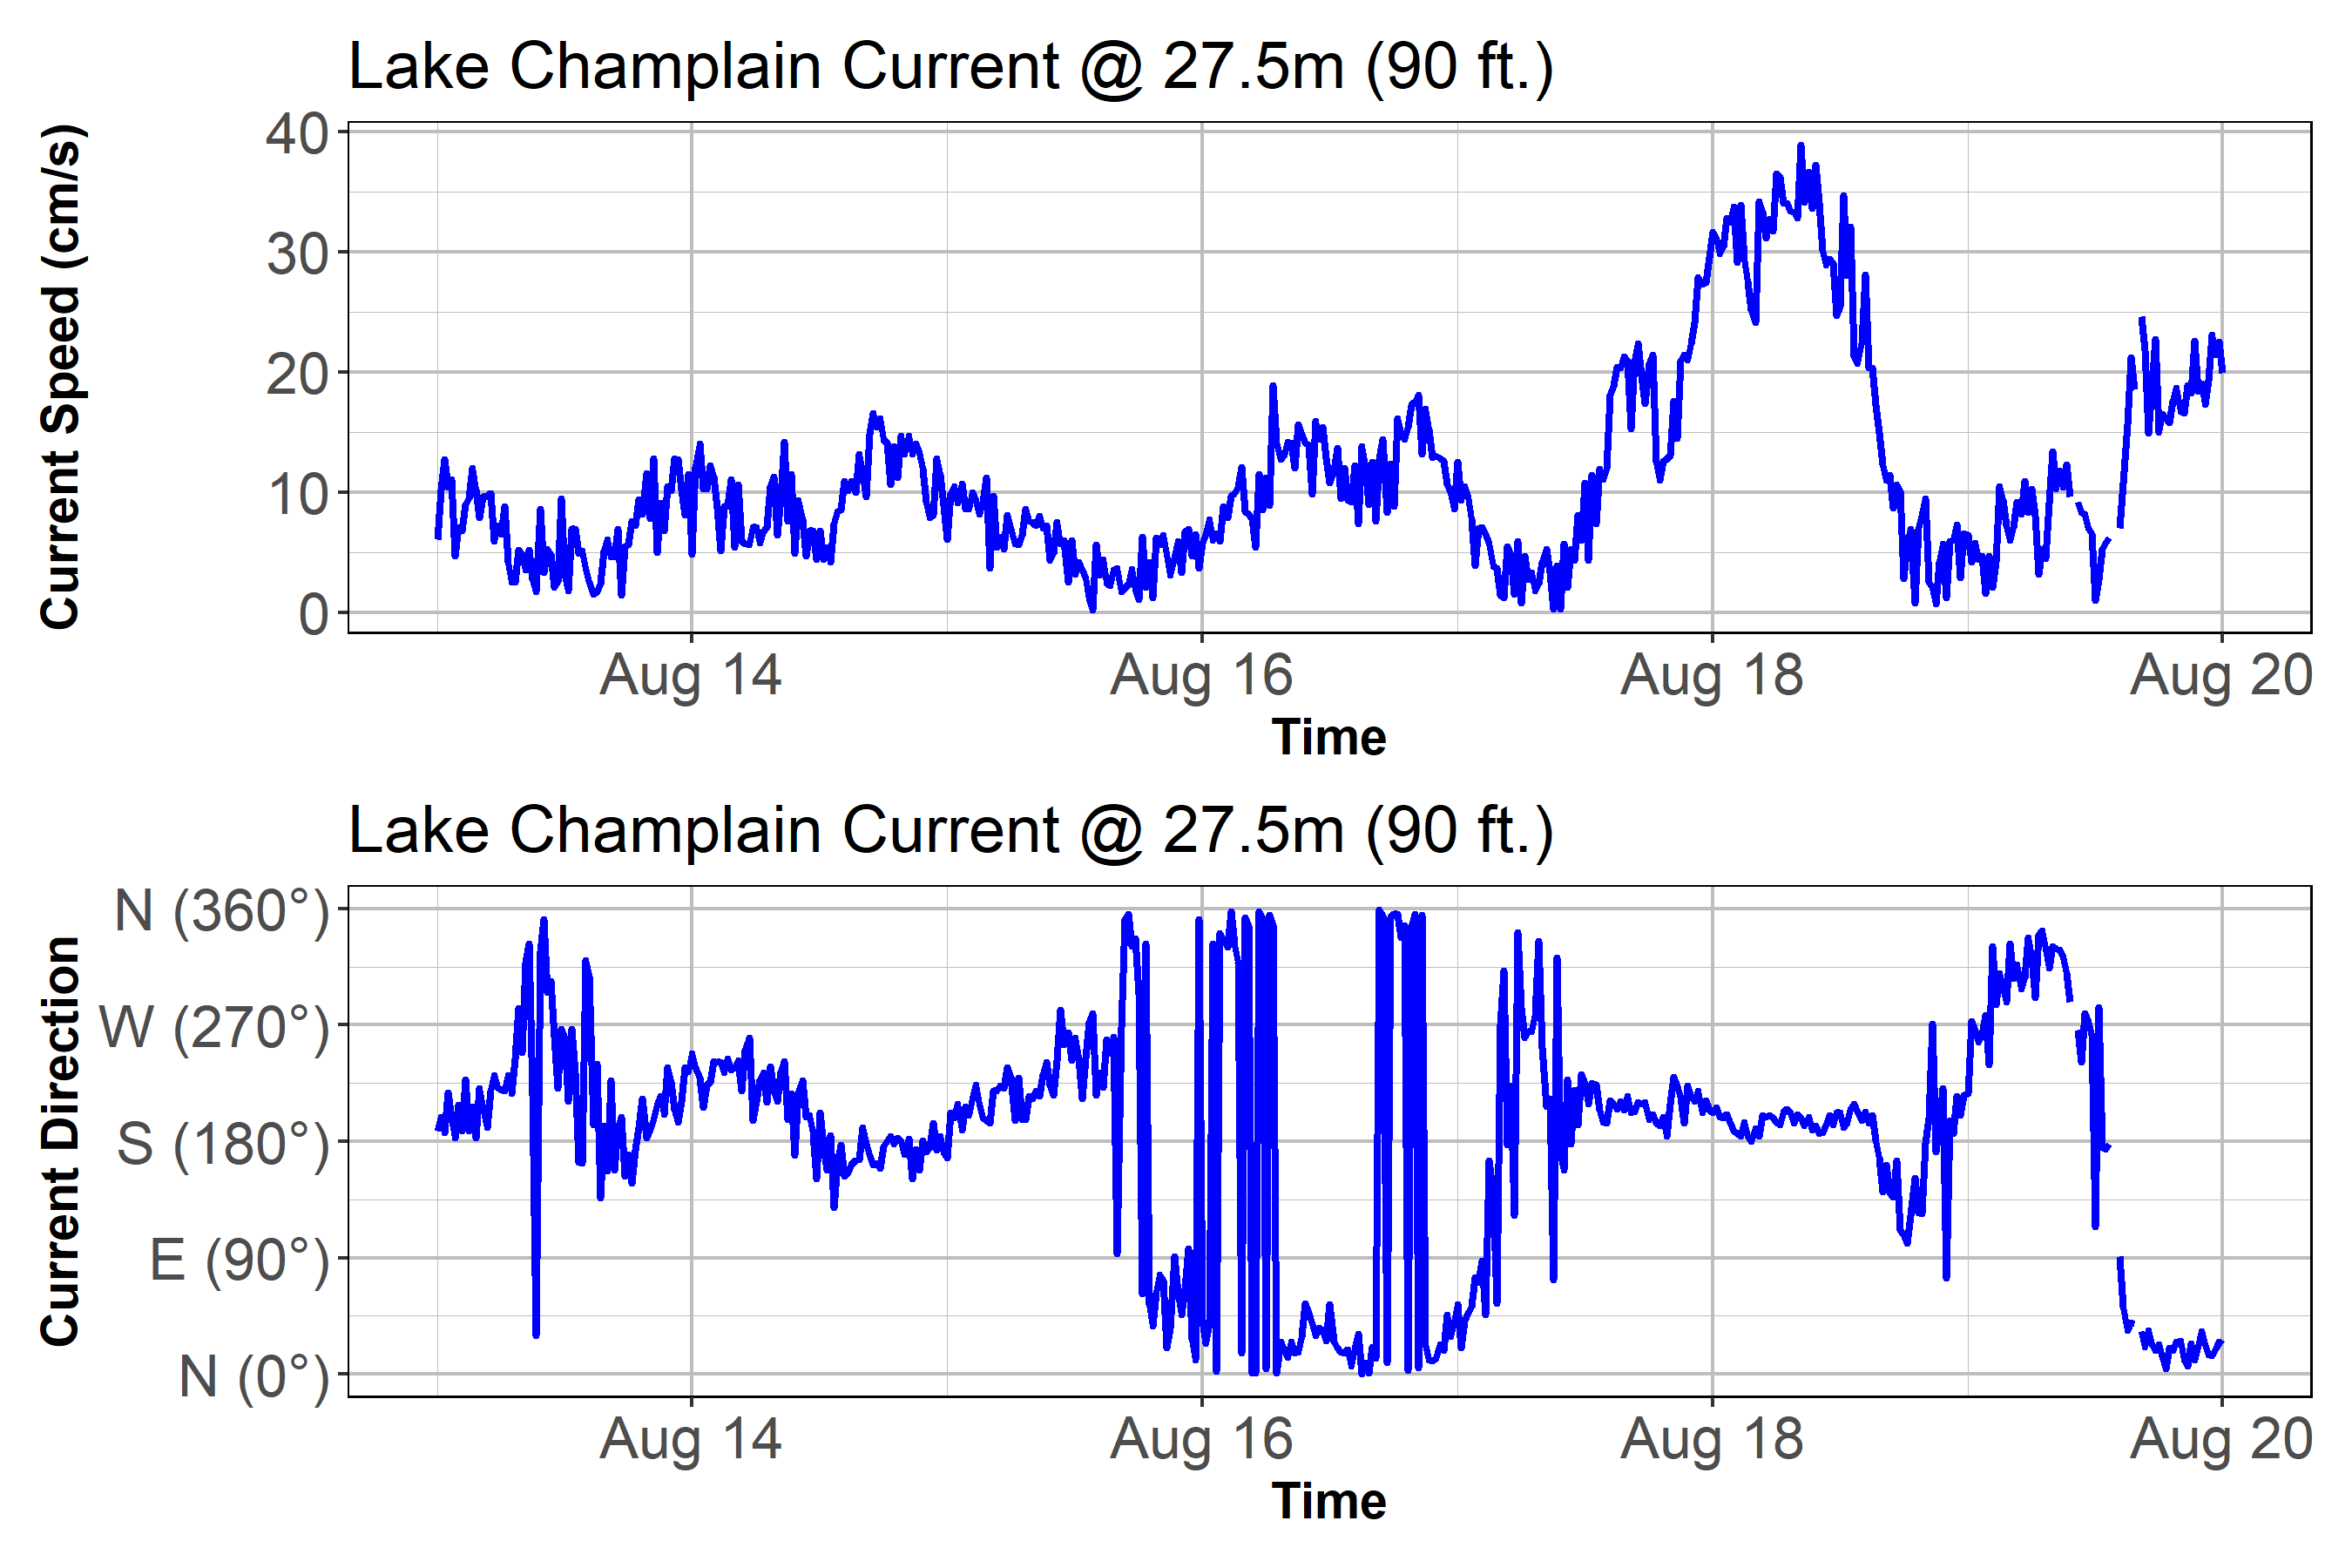 Lake Champlain Current @ 27.5m (90 ft.)
Current Speed (cm/s)
40
30
20
10
0
Aug 14 Aug 16 Aug 18 Aug 20
Time
Lake Champlain Current @ 27.5m (90 ft.)
Current Direction
N (360°)
W (270°)
S (180°)
E (90°)
N (0°)
Aug 14 Aug 16 Aug 18 Aug 20
Time